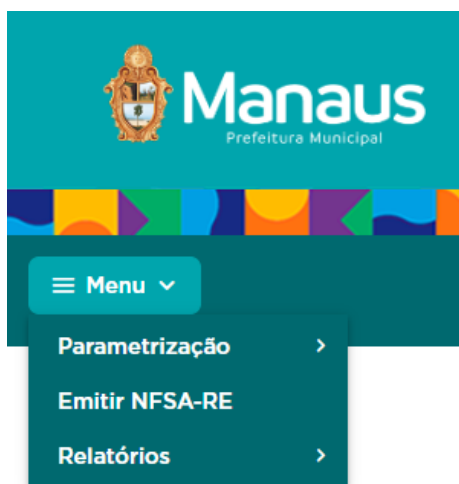 Manaus
Prefeitura Municipal
Menu
Parametrização
Emitir NFSA-RE
Relatórios